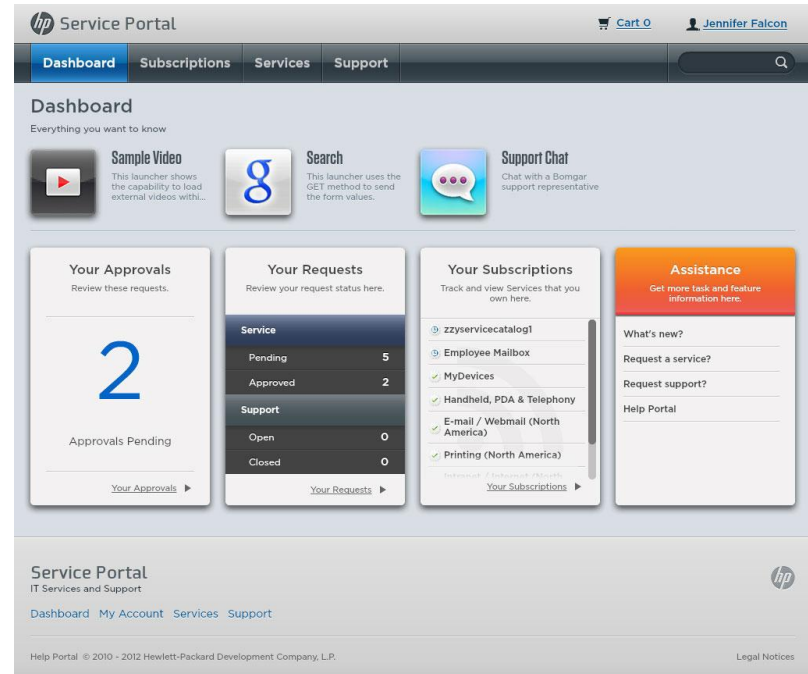 hp Service Portal
Cart 0
Jennifer Falcon
Dashboard Subscriptions Services Support
Dashboard
Everything you want to know
Sample Video
This launcher shows
the capability to load
external videos withi...
Search
This launcher uses the
GET method to send
the form values.
Support Chat
Chat with a Bomgar
support representative
Your Approvals
Review these requests.
2
Approvals Pending
Your Approvals
Your Requests
Review your request status here.
Service
Pending 5
Approved 2
Support
Open 0
Closed 0
Your Requests
Your Subscriptions
Track and view Services that you
own here.
zzyservicecatalog1
Employee Mailbox
MyDevices
Handheld, PDA & Telephony
E-mail / Webmail (North
America)
Printing (North America)
Intranet / Internet (North
Your Subscriptions
Assistance
Get more task and feature
information here.
What's new?
Request a service?
Request support?
Help Portal
Service Portal
IT Services and Support
hp
Dashboard My Account Services Support
Help Portal © 2010 - 2012 Hewlett-Packard Development Company, L.P.
Legal Notices